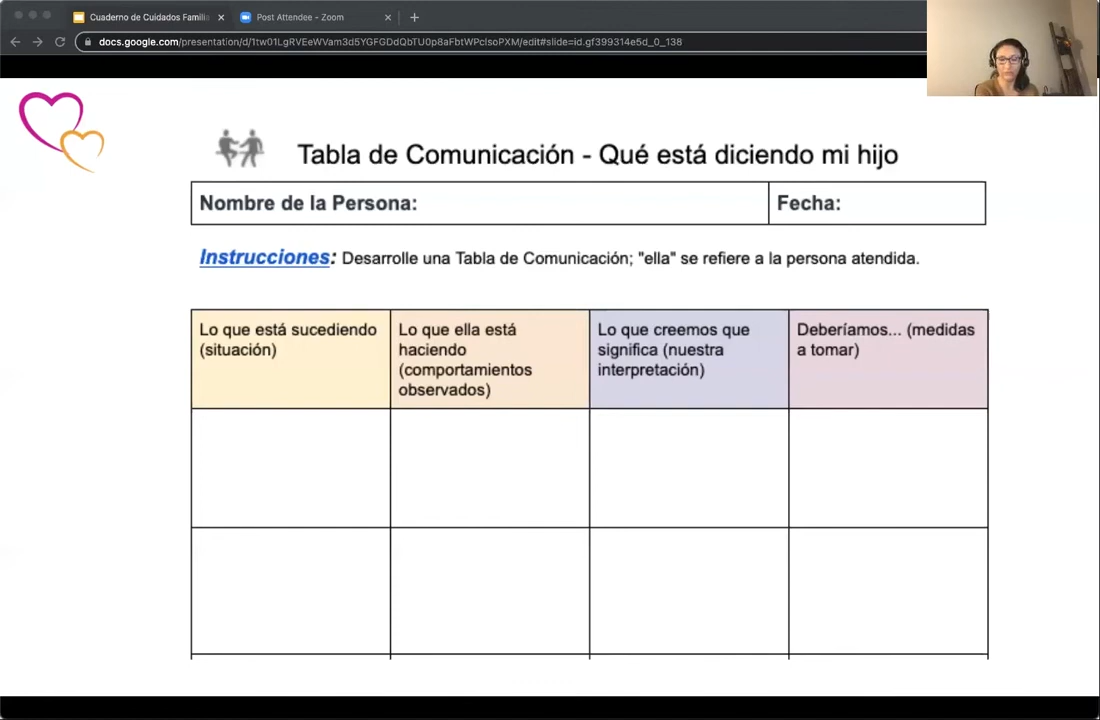 Cuaderno de Cuidados Famili
Post Attendee - Zoom
docs.google.com/presentation/d/1tw01LgRVEeWVam3d5YGFGDdQbTU0p8aFbtWPclsoPXM/edit#slide=id.gf399314e5d_0_138
Tabla de Comunicación - Qué está diciendo mi hijo
Nombre de la Persona:
Fecha:
Instrucciones: Desarrolle una Tabla de Comunicación; "ella" se refiere a la persona atendida.
Lo que está sucediendo
(situación)
Lo que ella está
haciendo
(comportamientos
observados)
Lo que creemos que
significa (nuestra
interpretación)
Deberíamos... (medidas
a tomar)